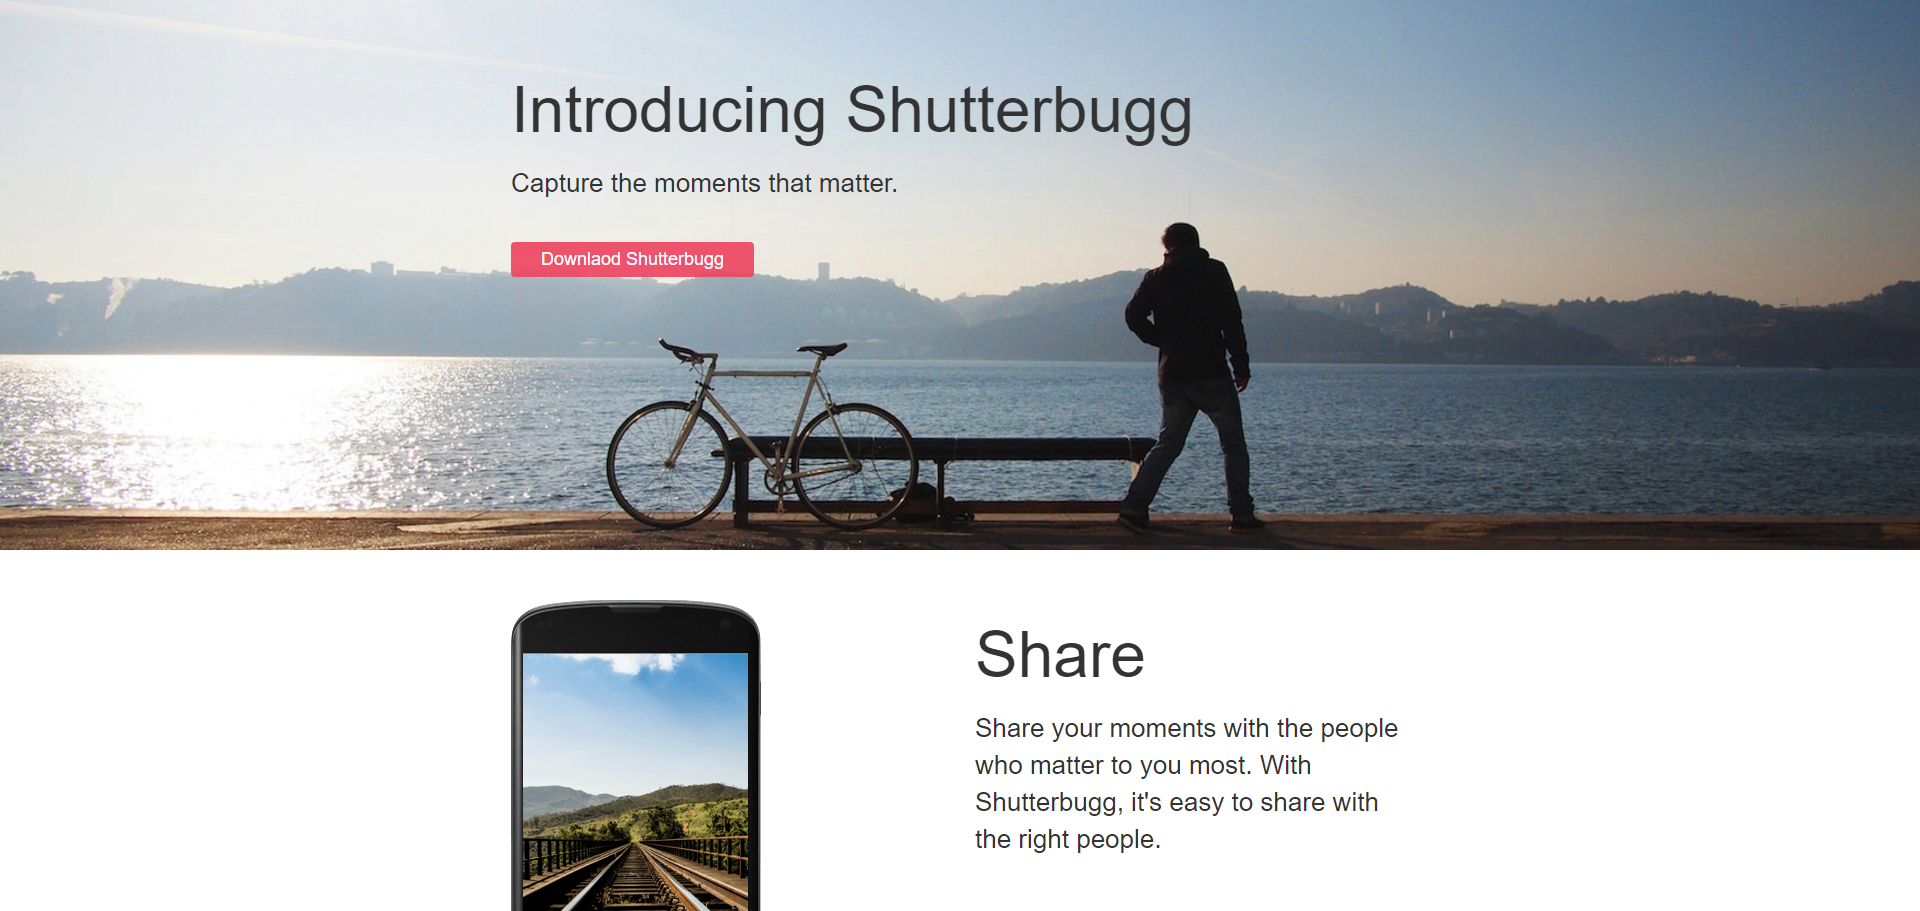 Introducing Shutterbugg
Capture the moments that matter.
Downlaod Shutterbugg
Share
Share your moments with the people
who matter to you most. With
Shutterbugg, it's easy to share with
the right people.